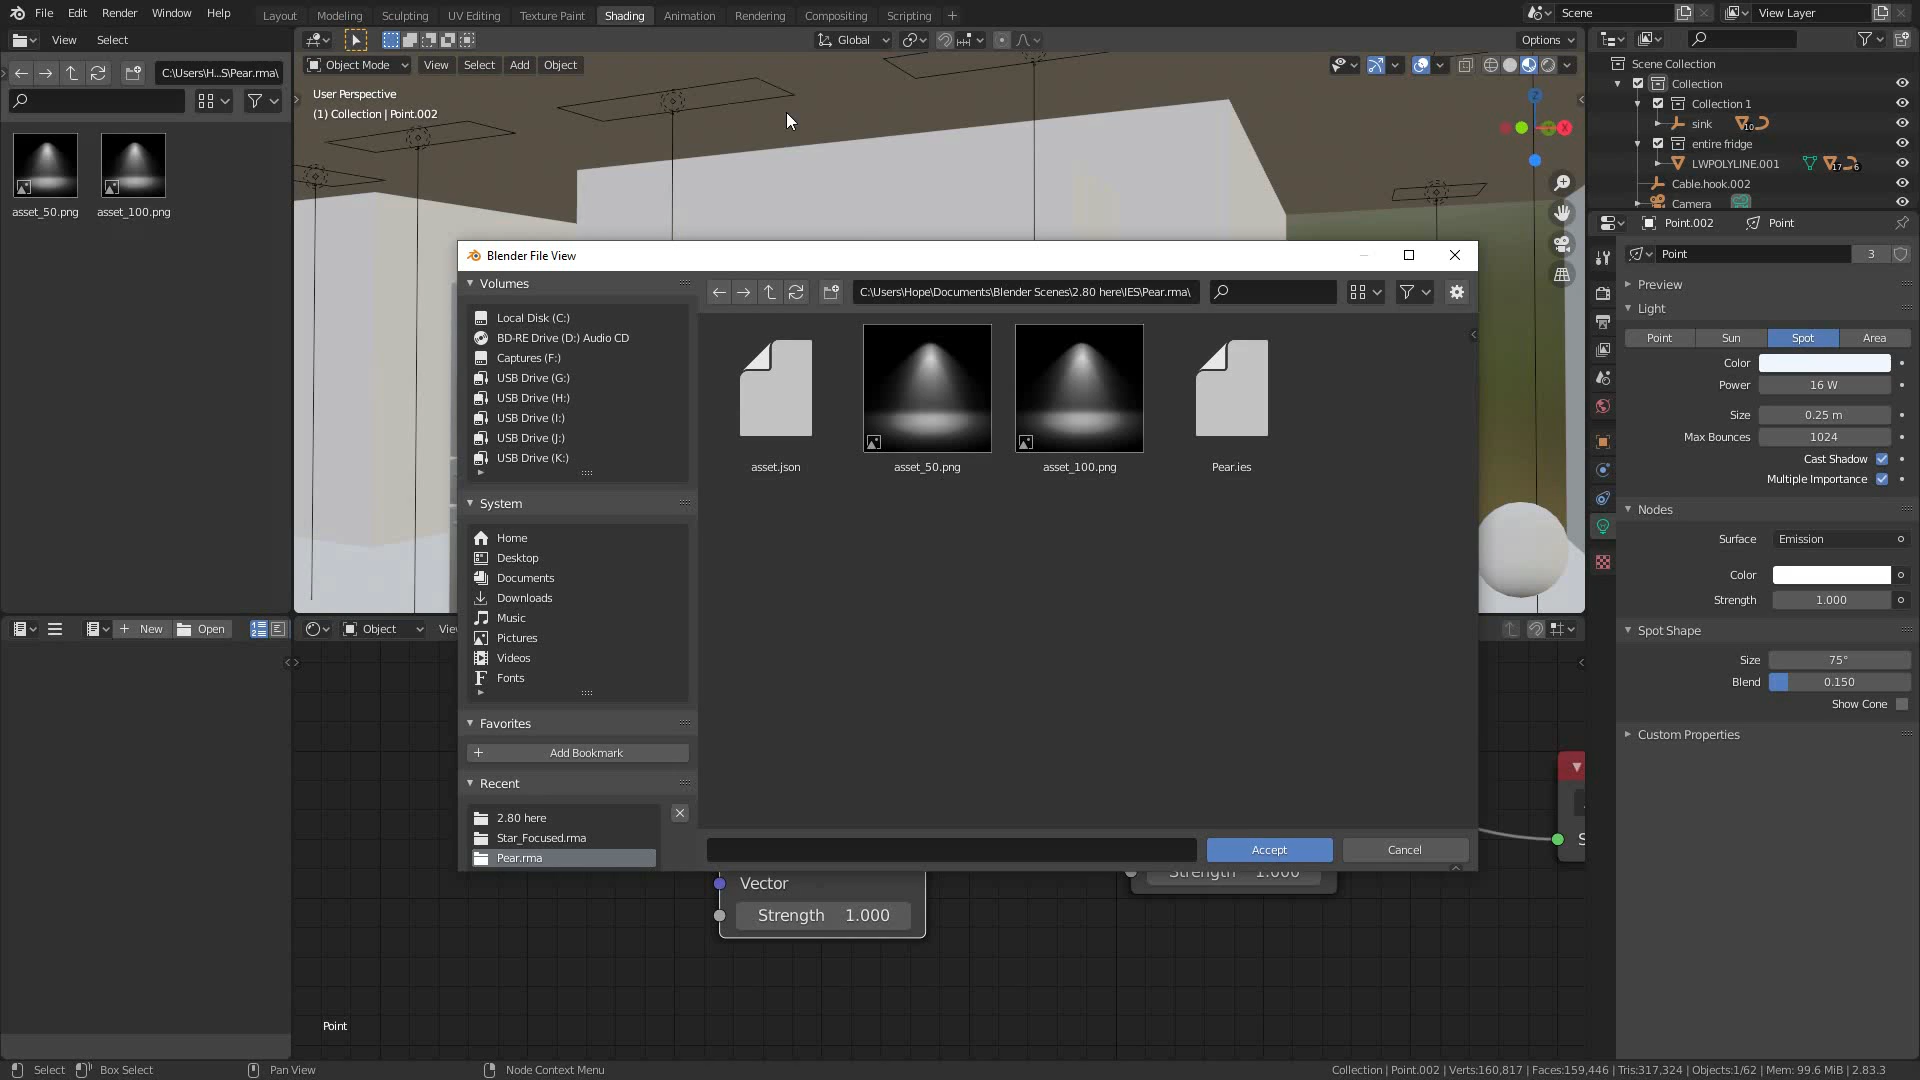 File Edit Render Window Help
Layout Modeling Sculpting UV Editing Texture Paint Shading Animation Rendering Compositing Scripting +
Scene
View Layer
View Select
Global
Options
C:\Users\H...S\Pear.rma\
Object Mode View Select Add Object
User Perspective
(1) Collection | Point.002
asset_50.png
asset_100.png
Scene Collection
Collection
Collection 1
sink
10
entire fridge
LWPOLYLINE.001
17
6
Cable.hook.002
Camera
Point.002
Point
Point
3
Preview
Light
Point Sun Spot Area
Color
Power 16 W
Size 0.25 m
Max Bounces 1024
Cast Shadow
Multiple Importance
Nodes
Surface Emission
Color
Strength 1.000
Spot Shape
Size 75°
Blend 0.150
Show Cone
Custom Properties
Blender File View
Volumes
Local Disk (C:)
BD-RE Drive (D:) Audio CD
Captures (F:)
USB Drive (G:)
USB Drive (H:)
USB Drive (I:)
USB Drive (J:)
USB Drive (K:)
System
Home
Desktop
Documents
Downloads
Music
Pictures
Videos
Fonts
Favorites
Add Bookmark
Recent
2.80 here
Star_Focused.rma
Pear.rma
C:\Users\Hope\Documents\Blender Scenes\2.80 here\IES\Pear.rma\
asset.json
asset_50.png
asset_100.png
Pear.ies
Accept
Cancel
New Open
Object
Vector
Strength 1.000
Strength 1.000
Point
Select Box Select Pan View Node Context Menu
Collection | Point.002 | Verts:160,817 | Faces:159,446 | Tris:317,324 | Objects:1/62 | Mem: 99.6 MiB | 2.83.3